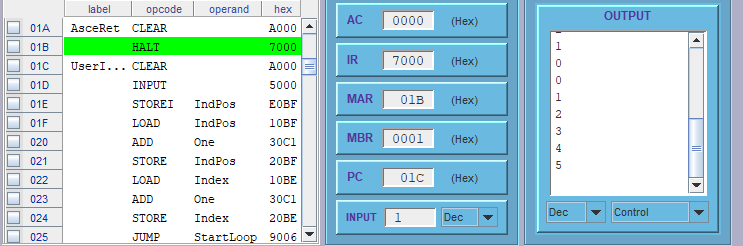 label opcode operand hex
01A AsceRet CLEAR A000
01B HALT 7000
01C UserI... CLEAR A000
01D INPUT 5000
01E STOREI IndPos E0BF
01F LOAD IndPos 10BF
020 ADD One 30C1
021 STORE IndPos 20BF
022 LOAD Index 10BE
023 ADD One 30C1
024 STORE Index 20BE
025 JUMP StartLoop 9006
AC 0000 (Hex)
IR 7000 (Hex)
MAR 01B (Hex)
MBR 0001 (Hex)
PC 01C (Hex)
INPUT 1 Dec
OUTPUT
1
0
0
1
2
3
4
5
Dec Control